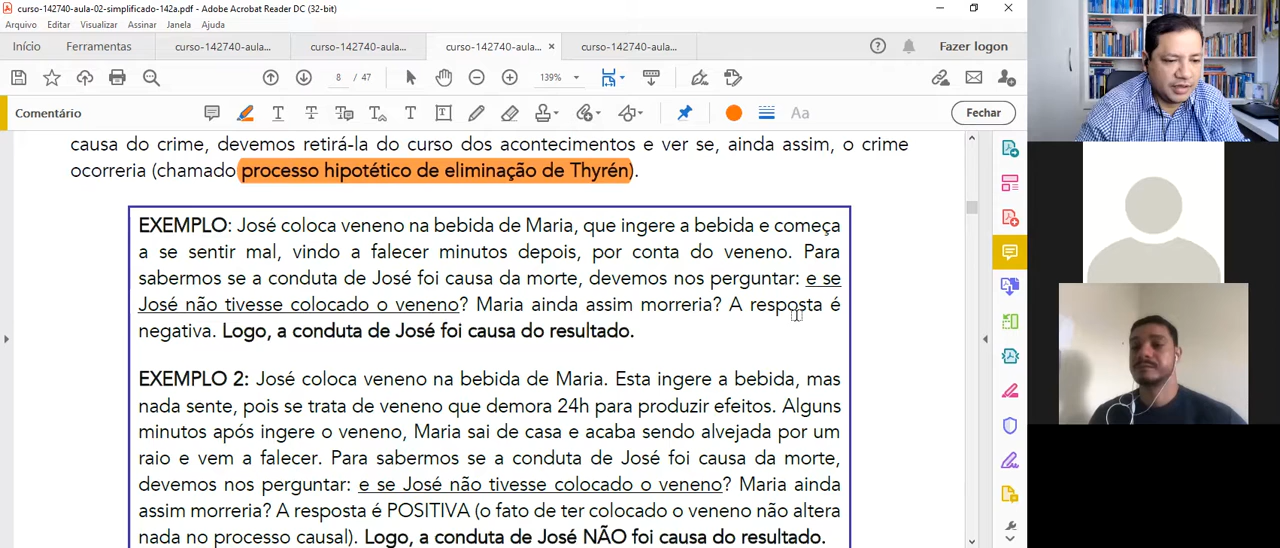 curso-142740-aula-02-simplificado-142a.pdf - Adobe Acrobat Reader DC (32-bit)
Arquivo Editar Visualizar Assinar Janela Ajuda
Início Ferramentas curso-142740-aula... curso-142740-aula... curso-142740-aula... × curso-142740-aula... Fazer logon
8 / 47 139%
Comentário Fechar
causa do crime, devemos retirá-la do curso dos acontecimentos e ver se, ainda assim, o crime
ocorreria (chamado processo hipotético de eliminação de Thyrén).
EXEMPLO: José coloca veneno na bebida de Maria, que ingere a bebida e começa
a se sentir mal, vindo a falecer minutos depois, por conta do veneno. Para
sabermos se a conduta de José foi causa da morte, devemos nos perguntar: e se
José não tivesse colocado o veneno? Maria ainda assim morreria? A resposta é
negativa. Logo, a conduta de José foi causa do resultado.
EXEMPLO 2: José coloca veneno na bebida de Maria. Esta ingere a bebida, mas
nada sente, pois se trata de veneno que demora 24h para produzir efeitos. Alguns
minutos após ingere o veneno, Maria sai de casa e acaba sendo alvejada por um
raio e vem a falecer. Para sabermos se a conduta de José foi causa da morte,
devemos nos perguntar: e se José não tivesse colocado o veneno? Maria ainda
assim morreria? A resposta é POSITIVA (o fato de ter colocado o veneno não altera
nada no processo causal). Logo, a conduta de José NÃO foi causa do resultado.